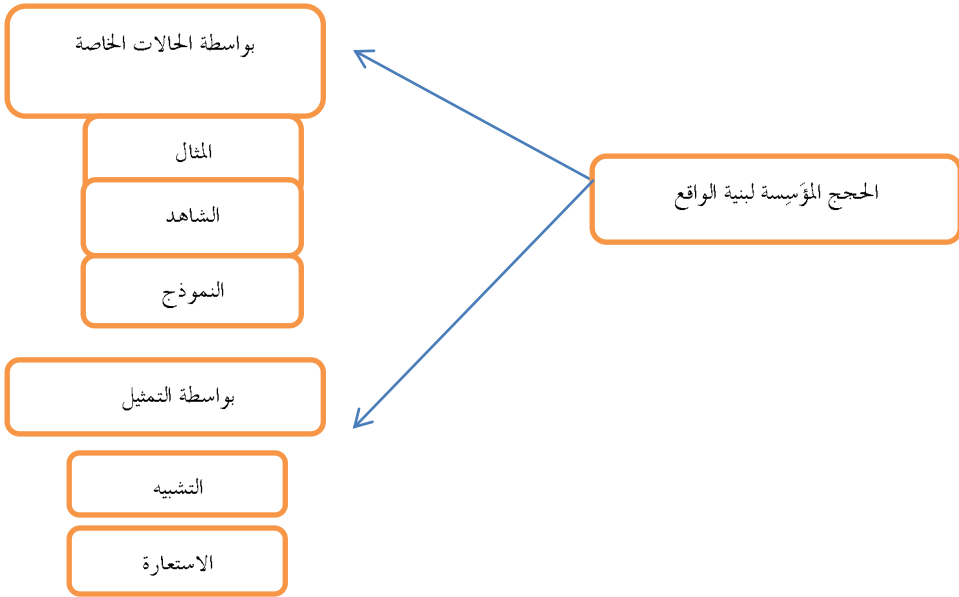 الحجج المؤَسِسة لبنية الواقع
بواسطة الحالات الخاصة
المثال
الشاهد
النموذج
بواسطة التمثيل
التشبيه
الاستعارة